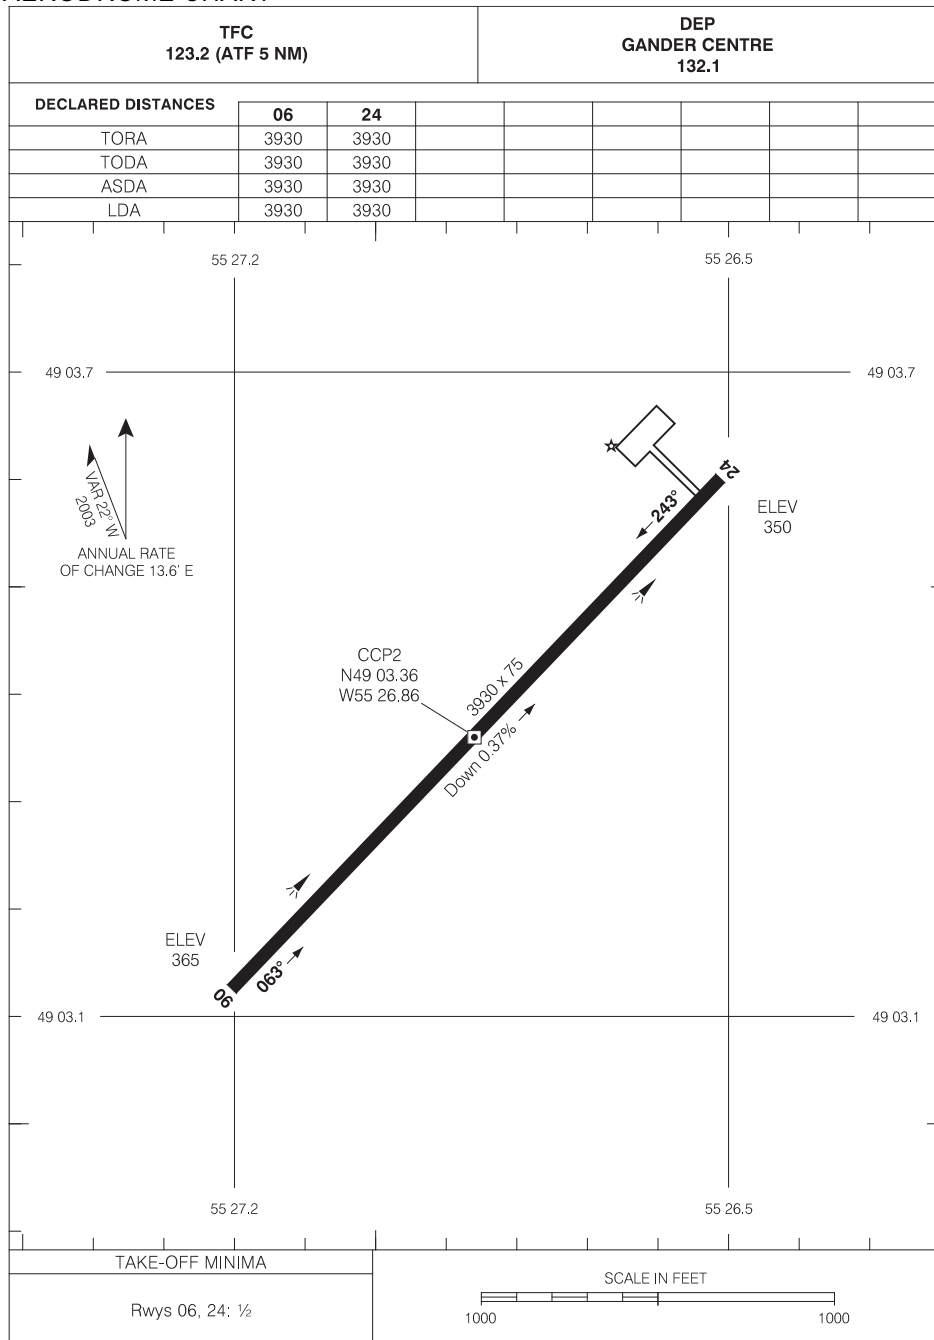 AERODROME CHART
TFC
123.2 (ATF 5 NM)
DEP
GANDER CENTRE
132.1
DECLARED DISTANCES
06 24
TORA 3930 3930
TODA 3930 3930
ASDA 3930 3930
LDA 3930 3930
55 27.2 55 26.5
49 03.7 49 03.7
VAR 22° W
2003
ANNUAL RATE
OF CHANGE 13.6' E
24
243°
ELEV
350
CCP2
N49 03.36
W55 26.86
3930 x 75
Down 0.37%
ELEV
365
063°
06
49 03.1 49 03.1
55 27.2 55 26.5
TAKE-OFF MINIMA
Rwys 06, 24: ½
SCALE IN FEET
1000 1000